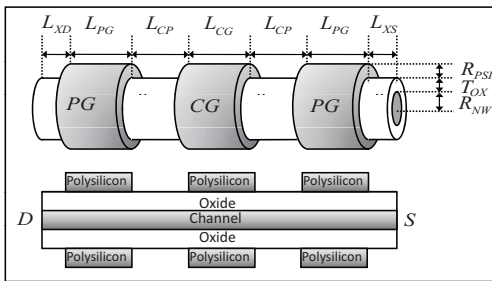 L_XD L_PG L_CP L_CG L_CP L_PG L_XS
R_PSI
T_OX
R_NW
PG CG PG
Polysilicon Polysilicon Polysilicon
Oxide
D Channel S
Oxide
Polysilicon Polysilicon Polysilicon